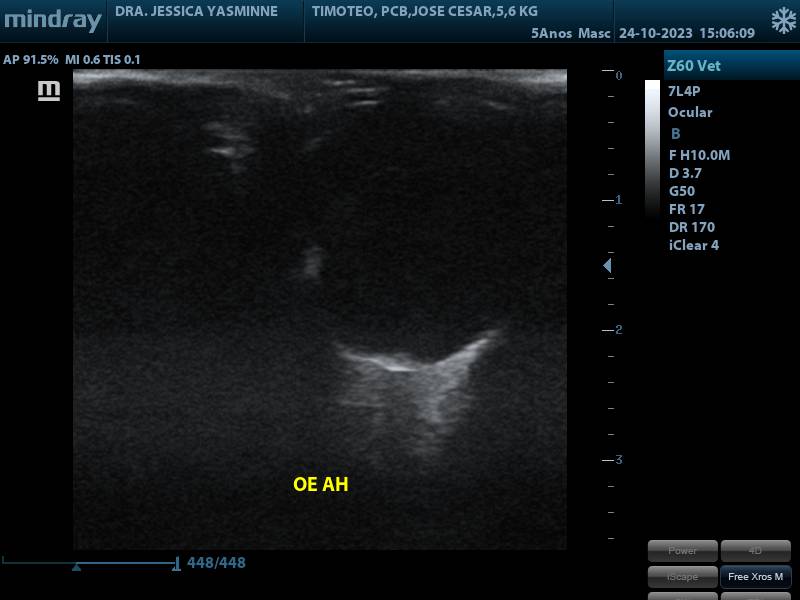 mindray
DRA. JESSICA YASMINNE
TIMOTEO, PCB,JOSE CESAR,5,6 KG
5Anos Masc
24-10-2023 15:06:09
AP 91.5% MI 0.6 TIS 0.1
m
Z60 Vet
7L4P
Ocular
B
F H10.0M
D 3.7
G50
FR 17
DR 170
iClear 4
0
1
2
3
OE AH
448/448
Power
4D
iScape
Free Xros M